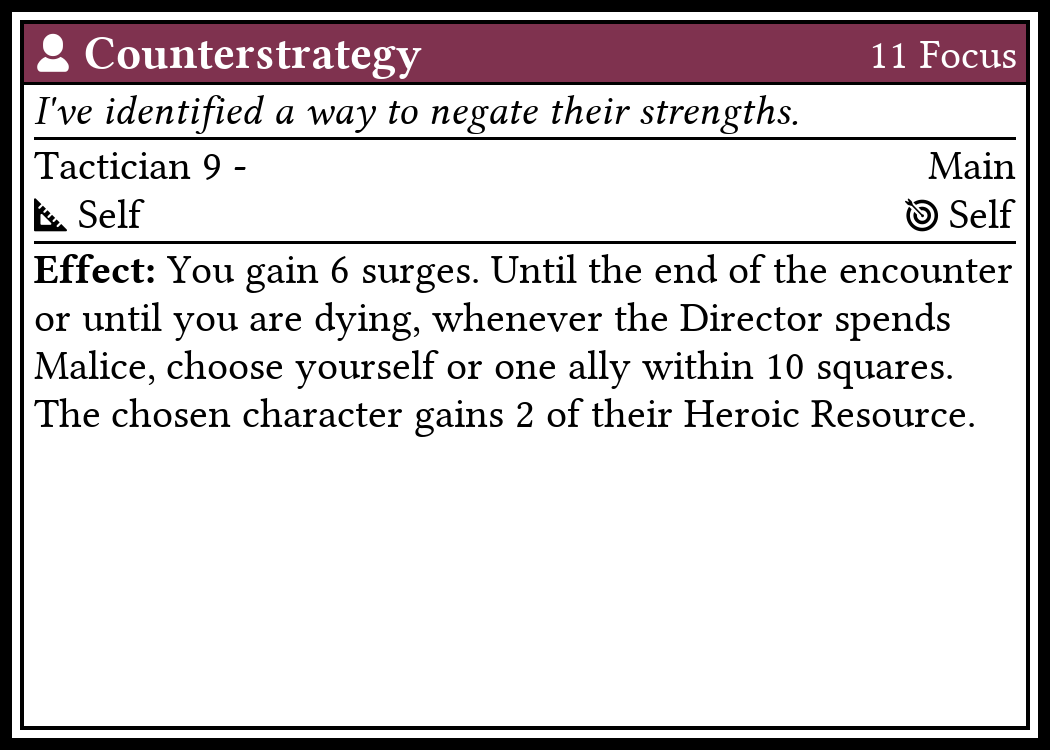 Counterstrategy 11 Focus
I've identified a way to negate their strengths.
Tactician 9 - Main
Self Self
Effect: You gain 6 surges. Until the end of the encounter
or until you are dying, whenever the Director spends
Malice, choose yourself or one ally within 10 squares.
The chosen character gains 2 of their Heroic Resource.